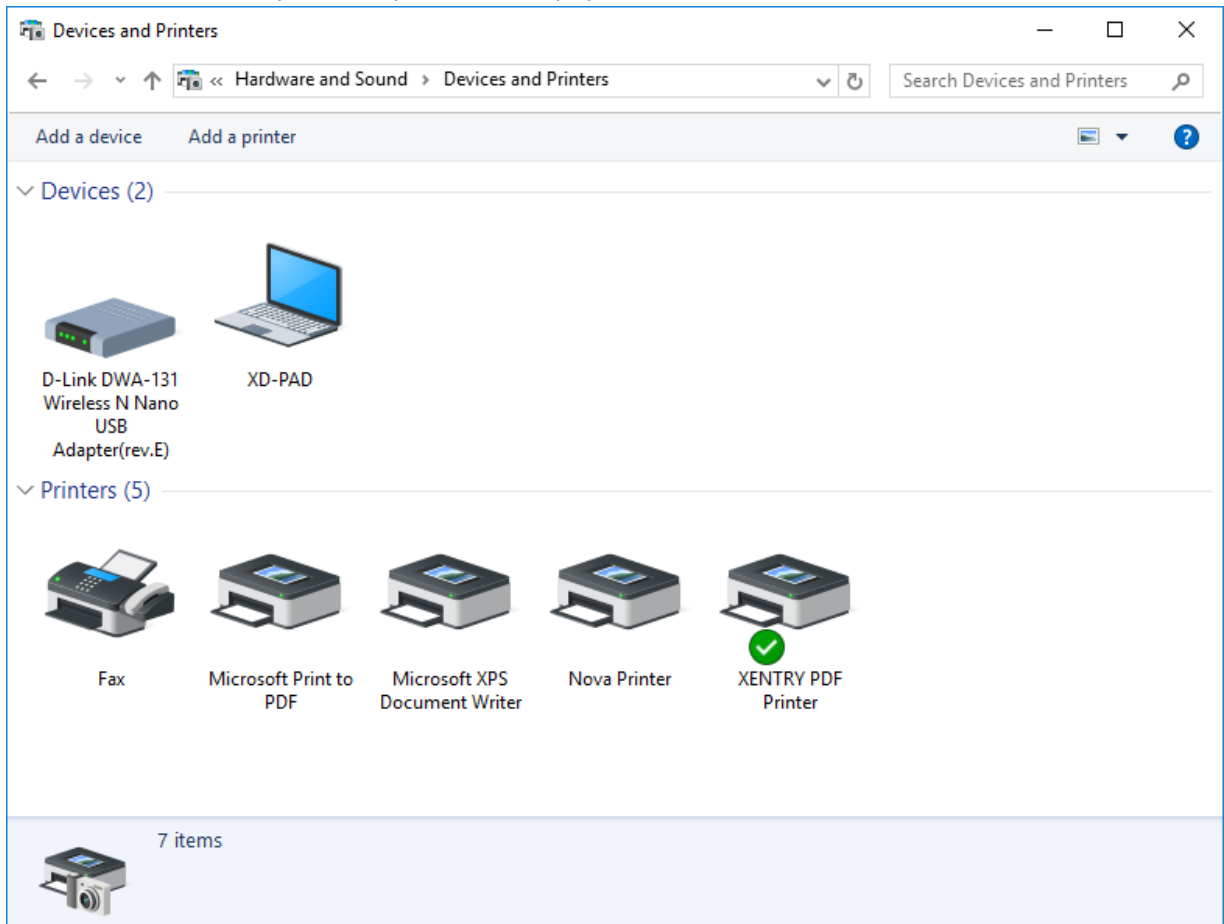 Devices and Printers
« Hardware and Sound › Devices and Printers
Search Devices and Printers
Add a device Add a printer
Devices (2)
D-Link DWA-131
Wireless N Nano
USB
Adapter(rev.E)
XD-PAD
Printers (5)
Fax
Microsoft Print to
PDF
Microsoft XPS
Document Writer
Nova Printer
XENTRY PDF
Printer
7 items